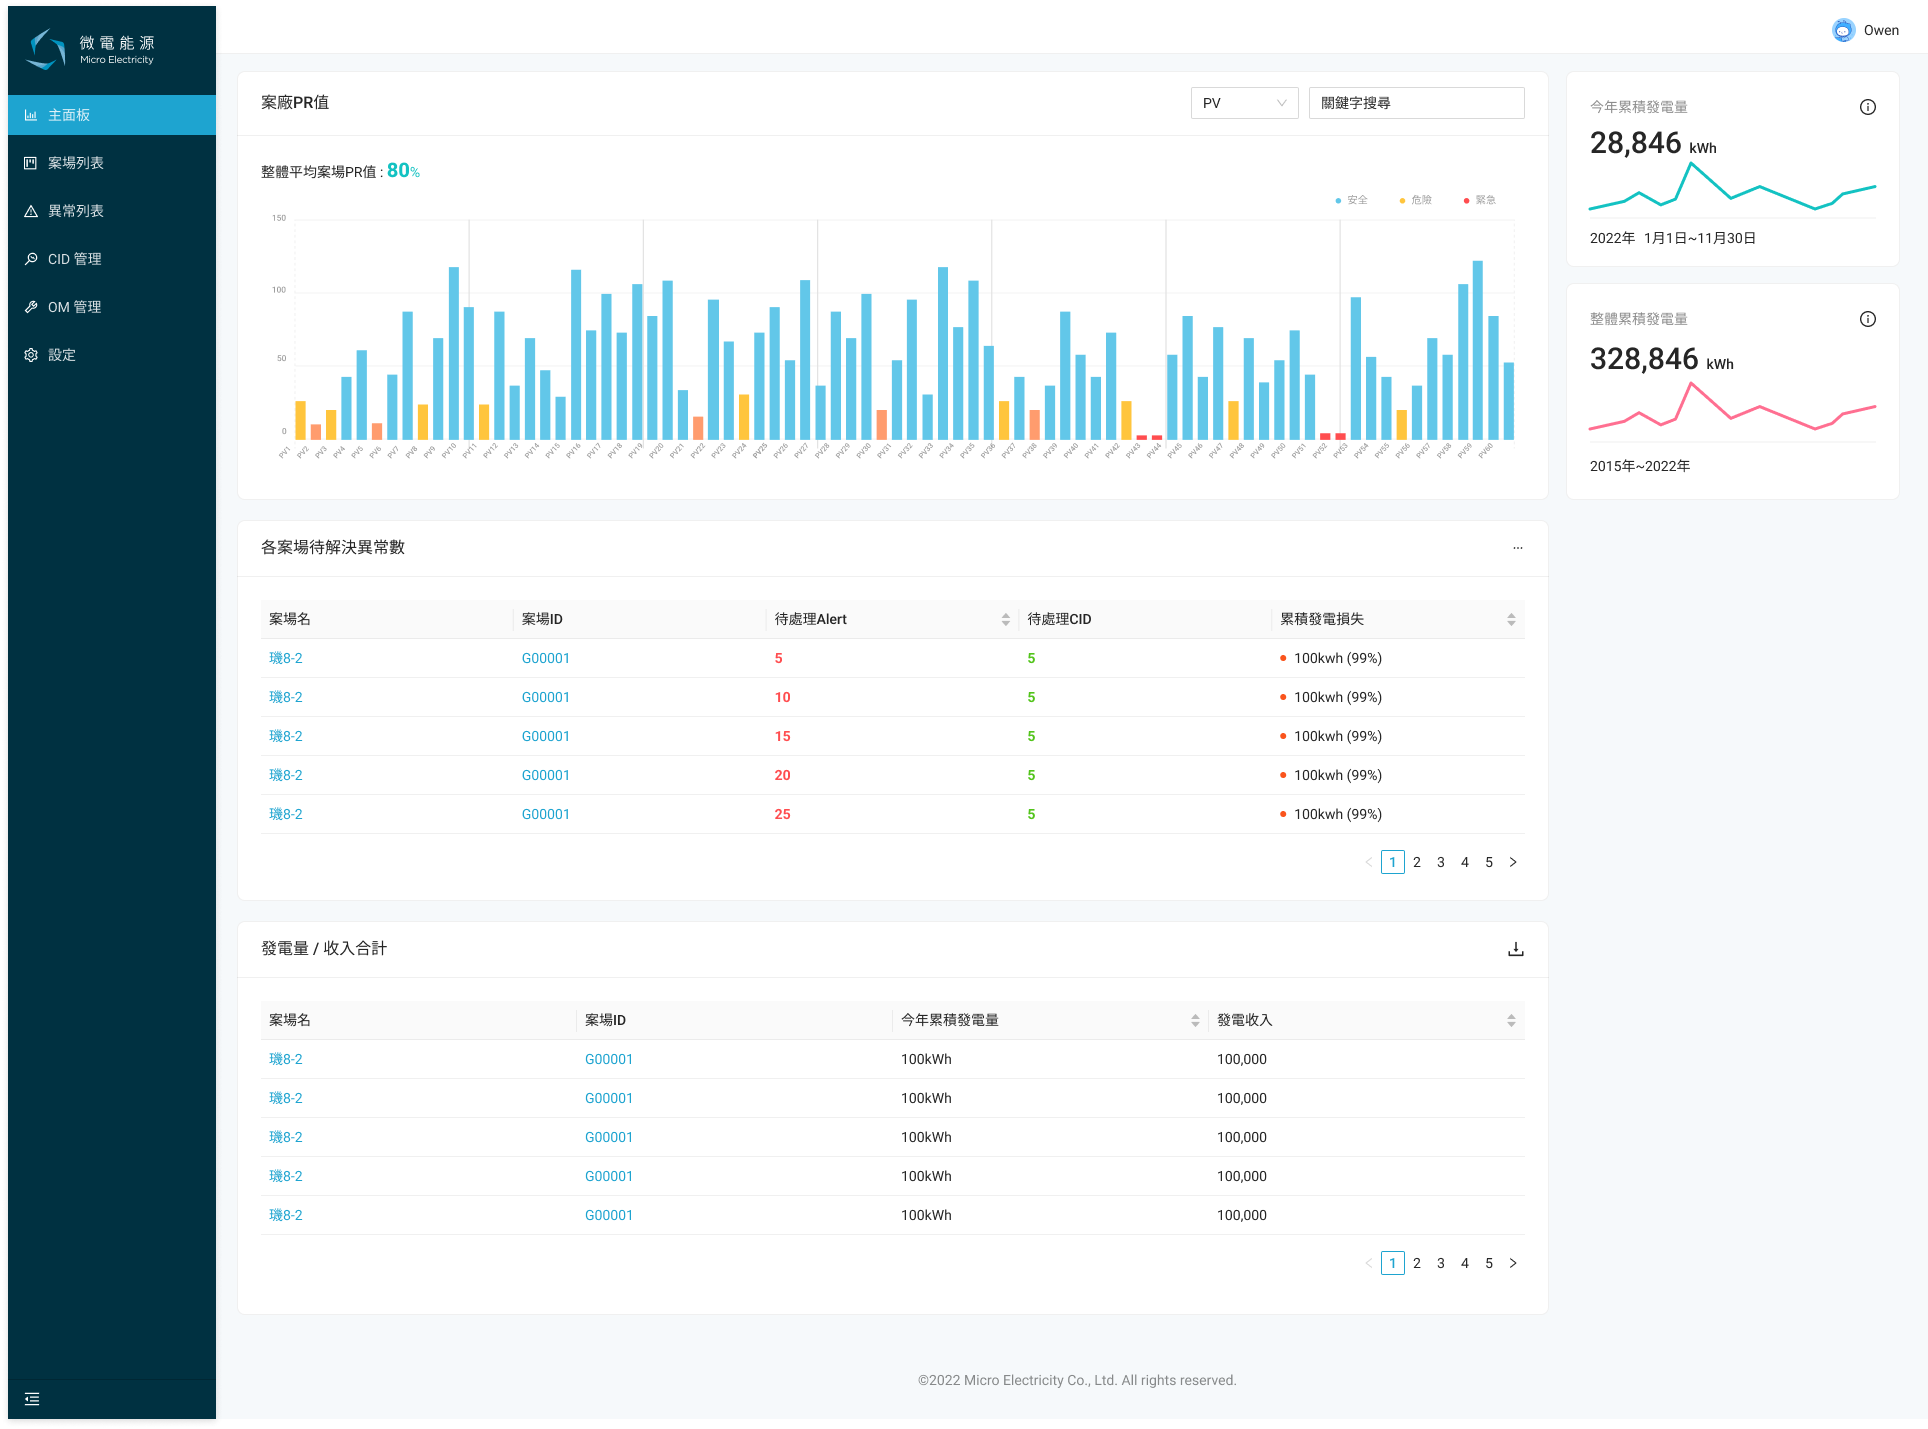 微電能源
Micro Electricity
主面板
案場列表
異常列表
CID 管理
OM 管理
設定
Owen
案廠PR值
PV
關鍵字搜尋
整體平均案場PR值 : 80%
安全 危險 緊急
150
100
50
0
PV1 PV2 PV3 PV4 PV5 PV6 PV7 PV8 PV9 PV10 PV11 PV12 PV13 PV14 PV15 PV16 PV17 PV18 PV19 PV20 PV21 PV22 PV23 PV24 PV25 PV26 PV27 PV28 PV29 PV30 PV31 PV32 PV33 PV34 PV35 PV36 PV37 PV38 PV39 PV40 PV41 PV42 PV43 PV44 PV45 PV46 PV47 PV48 PV49 PV50 PV51 PV52 PV53 PV54 PV55 PV56 PV57 PV58 PV59 PV60
今年累積發電量
28,846 kWh
2022年 1月1日~11月30日
整體累積發電量
328,846 kWh
2015年~2022年
各案場待解決異常數
...
案場名 案場ID 待處理Alert 待處理CID 累積發電損失
璣8-2 G00001 5 5 100kwh (99%)
璣8-2 G00001 10 5 100kwh (99%)
璣8-2 G00001 15 5 100kwh (99%)
璣8-2 G00001 20 5 100kwh (99%)
璣8-2 G00001 25 5 100kwh (99%)
1 2 3 4 5
發電量 / 收入合計
案場名 案場ID 今年累積發電量 發電收入
璣8-2 G00001 100kWh 100,000
璣8-2 G00001 100kWh 100,000
璣8-2 G00001 100kWh 100,000
璣8-2 G00001 100kWh 100,000
璣8-2 G00001 100kWh 100,000
1 2 3 4 5
©2022 Micro Electricity Co., Ltd. All rights reserved.